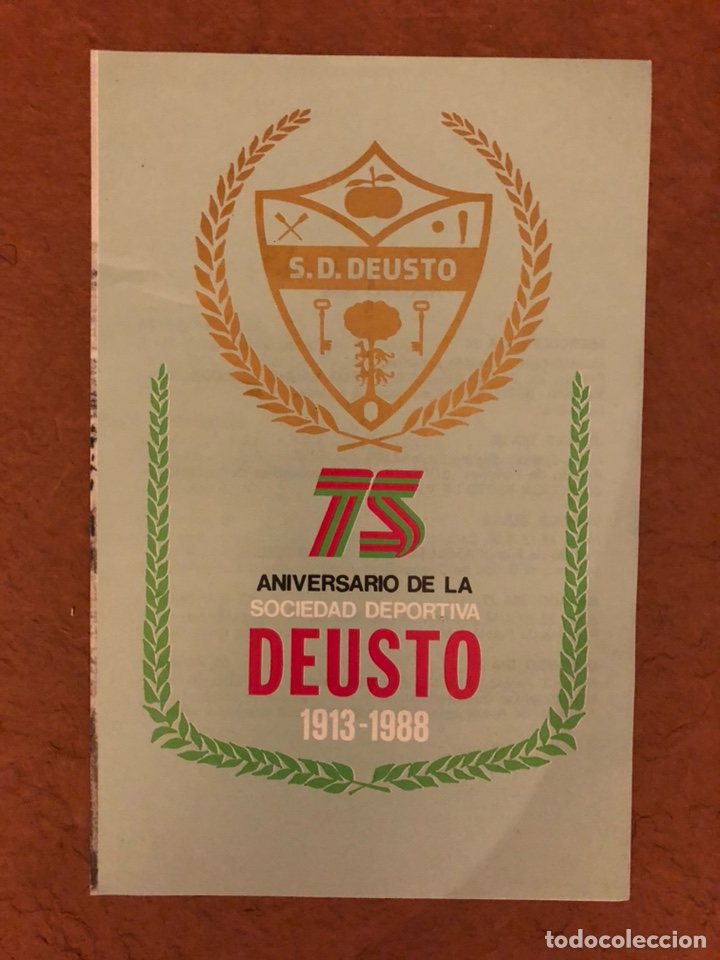 S.D. DEUSTO
75
ANIVERSARIO DE LA
SOCIEDAD DEPORTIVA
DEUSTO
1913-1988
todocoleccion